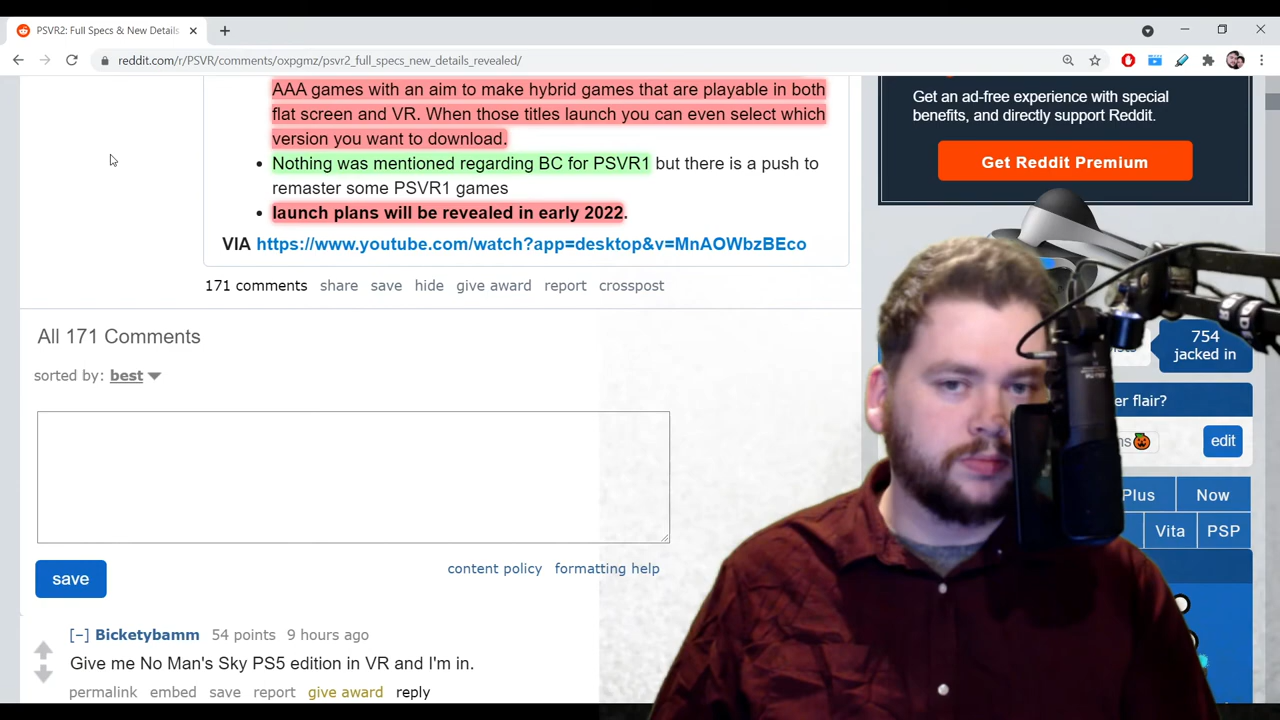 PSVR2: Full Specs & New Details
reddit.com/r/PSVR/comments/oxpgmz/psvr2_full_specs_new_details_revealed/
AAA games with an aim to make hybrid games that are playable in both
flat screen and VR. When those titles launch you can even select which
version you want to download.
• Nothing was mentioned regarding BC for PSVR1 but there is a push to
remaster some PSVR1 games
• launch plans will be revealed in early 2022.
VIA https://www.youtube.com/watch?app=desktop&v=MnAOWbzBEco
171 comments share save hide give award report crosspost
All 171 Comments
sorted by: best
save
content policy formatting help
[–] Bicketybamm 54 points 9 hours ago
Give me No Man's Sky PS5 edition in VR and I'm in.
permalink embed save report give award reply
Get an ad-free experience with special
benefits, and directly support Reddit.
Get Reddit Premium
754
jacked in
flair?
edit
Plus Now
Vita PSP